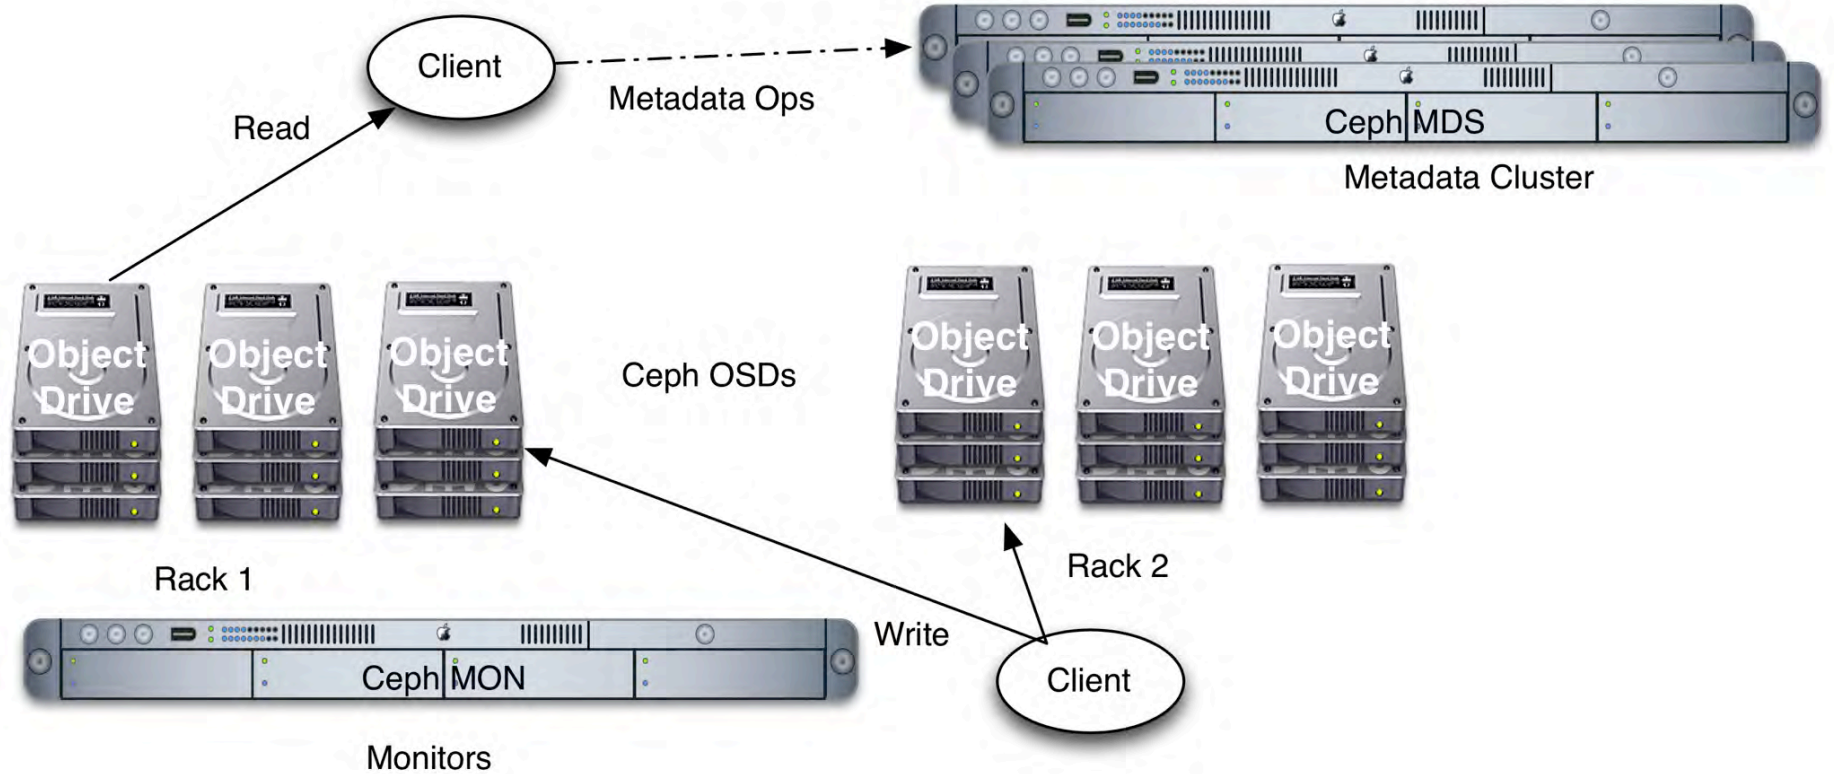 Client
Metadata Ops
Read
Ceph MDS
Metadata Cluster
Object
Drive
Object
Drive
Object
Drive
Ceph OSDs
Object
Drive
Object
Drive
Object
Drive
Rack 1
Rack 2
Write
Ceph MON
Client
Monitors